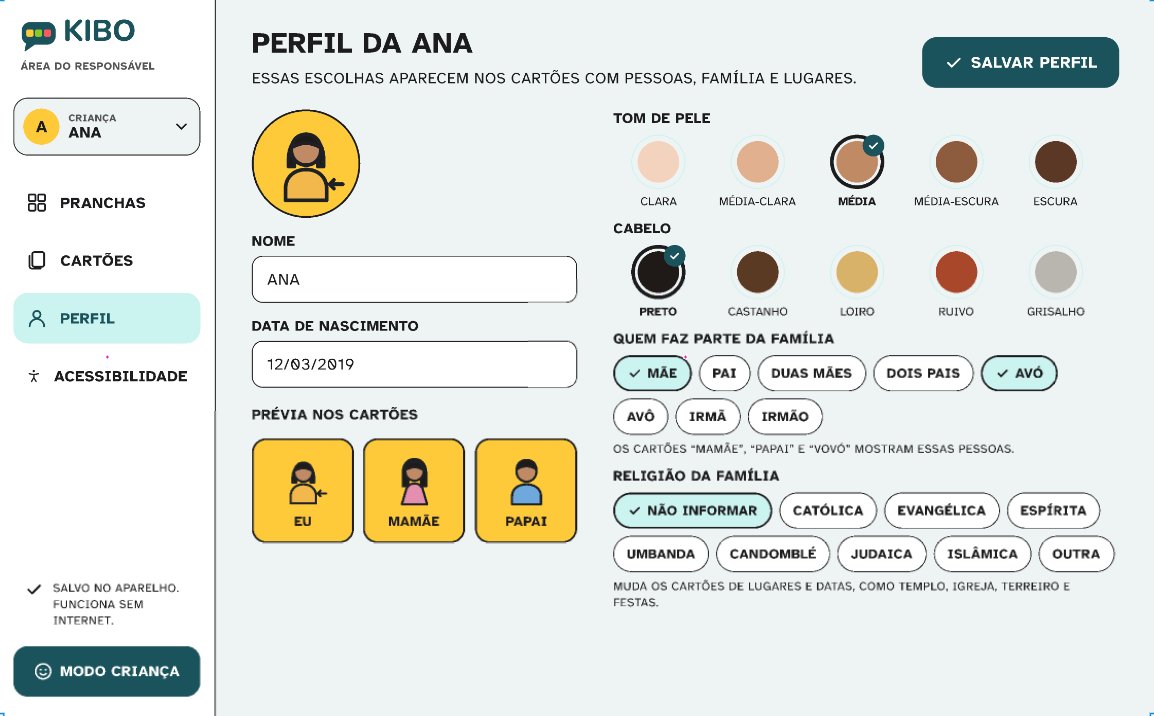 KIBO
ÁREA DO RESPONSÁVEL
A
CRIANÇA
ANA
PRANCHAS
CARTÕES
PERFIL
ACESSIBILIDADE
SALVO NO APARELHO.
FUNCIONA SEM
INTERNET.
MODO CRIANÇA
PERFIL DA ANA
ESSAS ESCOLHAS APARECEM NOS CARTÕES COM PESSOAS, FAMÍLIA E LUGARES.
SALVAR PERFIL
NOME
ANA
DATA DE NASCIMENTO
12/03/2019
PRÉVIA NOS CARTÕES
EU MAMÃE PAPAI
TOM DE PELE
CLARA MÉDIA-CLARA MÉDIA MÉDIA-ESCURA ESCURA
CABELO
PRETO CASTANHO LOIRO RUIVO GRISALHO
QUEM FAZ PARTE DA FAMÍLIA
MÃE PAI DUAS MÃES DOIS PAIS AVÓ
AVÔ IRMÃ IRMÃO
OS CARTÕES “MAMÃE”, “PAPAI” E “VOVÓ” MOSTRAM ESSAS PESSOAS.
RELIGIÃO DA FAMÍLIA
NÃO INFORMAR CATÓLICA EVANGÉLICA ESPÍRITA
UMBANDA CANDOMBLÉ JUDAICA ISLÂMICA OUTRA
MUDA OS CARTÕES DE LUGARES E DATAS, COMO TEMPLO, IGREJA, TERREIRO E
FESTAS.